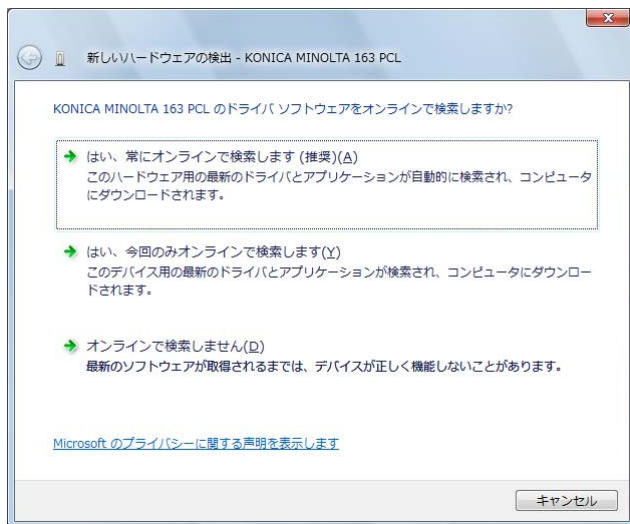 新しいハードウェアの検出 - KONICA MINOLTA 163 PCL
KONICA MINOLTA 163 PCL のドライバ ソフトウェアをオンラインで検索しますか?
はい、常にオンラインで検索します (推奨)(A)
このハードウェア用の最新のドライバとアプリケーションが自動的に検索され、コンピュータ
にダウンロードされます。
はい、今回のみオンラインで検索します(Y)
このデバイス用の最新のドライバとアプリケーションが検索され、コンピュータにダウンロー
ドされます。
オンラインで検索しません(D)
最新のソフトウェアが取得されるまでは、デバイスが正しく機能しないことがあります。
Microsoft のプライバシーに関する声明を表示します
キャンセル